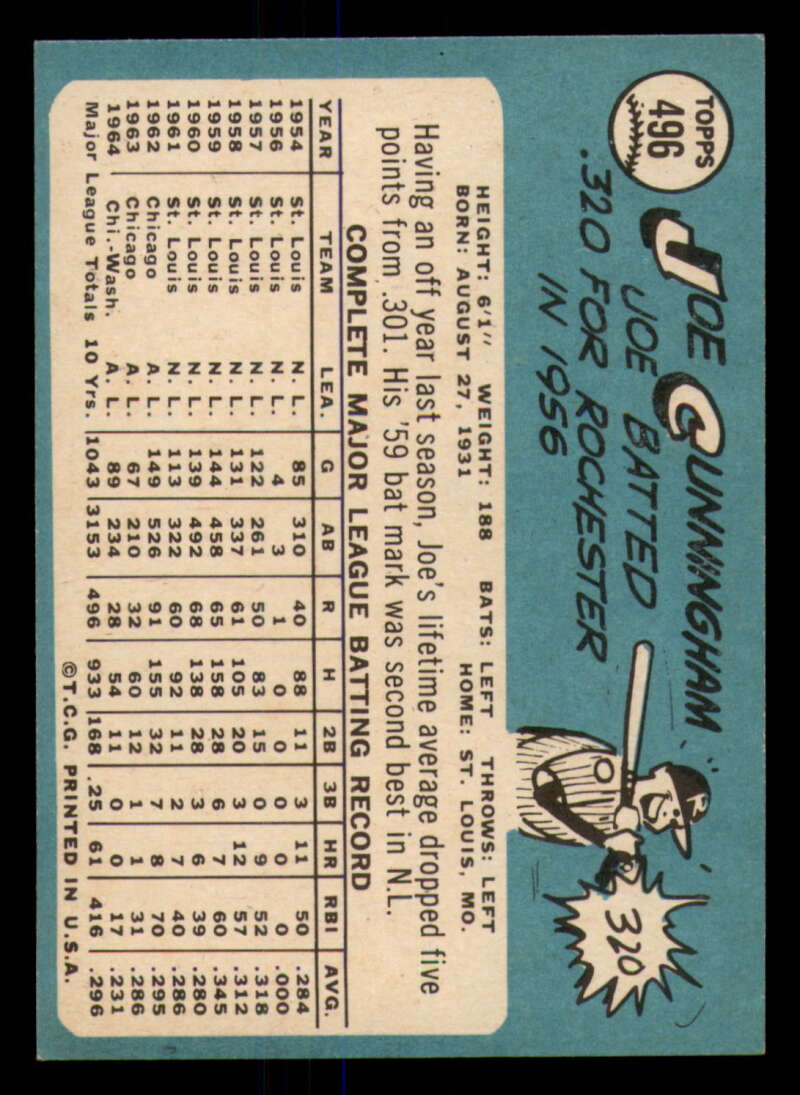 TOPPS
496
JOE CUNNINGHAM
JOE BATTED
.320 FOR ROCHESTER
IN 1956
320
HEIGHT: 6'1" WEIGHT: 188 BATS: LEFT THROWS: LEFT
BORN: AUGUST 27, 1931 HOME: ST. LOUIS, MO.
Having an off year last season, Joe's lifetime average dropped five
points from .301. His '59 bat mark was second best in N.L.
COMPLETE MAJOR LEAGUE BATTING RECORD
YEAR TEAM LEA. G AB R H 2B 3B HR RBI AVG.
1954 St. Louis N. L. 85 310 40 88 11 3 11 50 .284
1956 St. Louis N. L. 4 3 1 0 0 0 0 0 .000
1957 St. Louis N. L. 122 261 50 83 15 0 9 52 .318
1958 St. Louis N. L. 131 337 61 105 20 3 12 57 .312
1959 St. Louis N. L. 144 458 65 158 28 6 7 60 .345
1960 St. Louis N. L. 139 492 68 138 28 3 6 39 .280
1961 St. Louis N. L. 113 322 60 92 11 2 7 40 .286
1962 Chicago A. L. 149 526 91 155 32 7 8 70 .295
1963 Chicago A. L. 67 210 32 60 12 1 1 31 .286
1964 Chi.-Wash. A. L. 89 234 28 54 11 0 0 17 .231
Major League Totals 10 Yrs. 1043 3153 496 933 168 .25 61 416 .296
©T.C.G. PRINTED IN U.S.A.